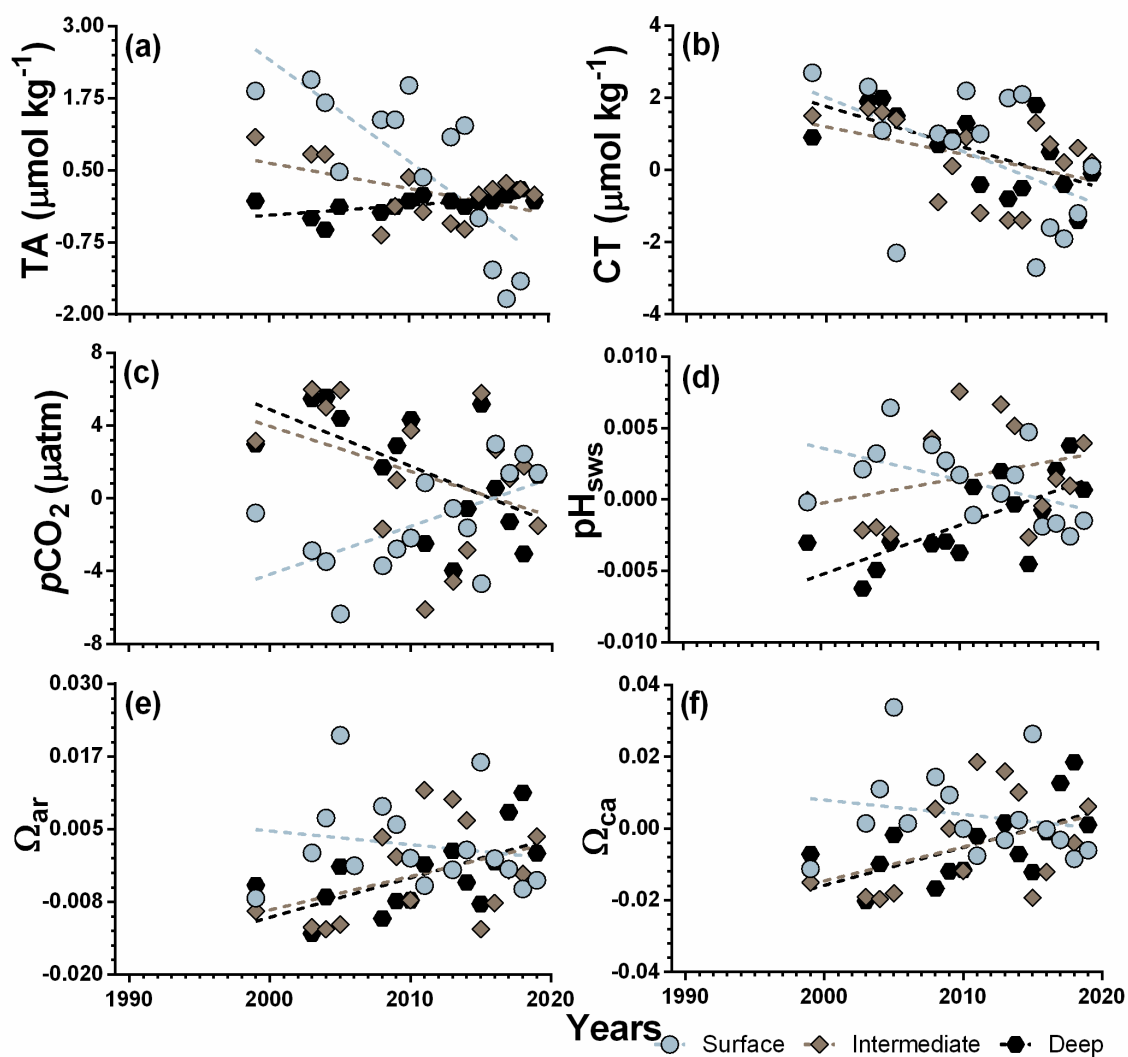 (a)
TA (µmol kg-1)
3.00
1.75
0.50
-0.75
-2.00
(b)
CT (µmol kg-1)
4
2
0
-2
-4
(c)
pCO2 (µatm)
8
4
0
-4
-8
(d)
pHsws
0.010
0.005
0.000
-0.005
-0.010
(e)
Ωar
0.030
0.017
0.005
-0.008
-0.020
1990 2000 2010 2020
(f)
Ωca
0.04
0.02
0.00
-0.02
-0.04
1990 2000 2010 2020
Years
Surface Intermediate Deep